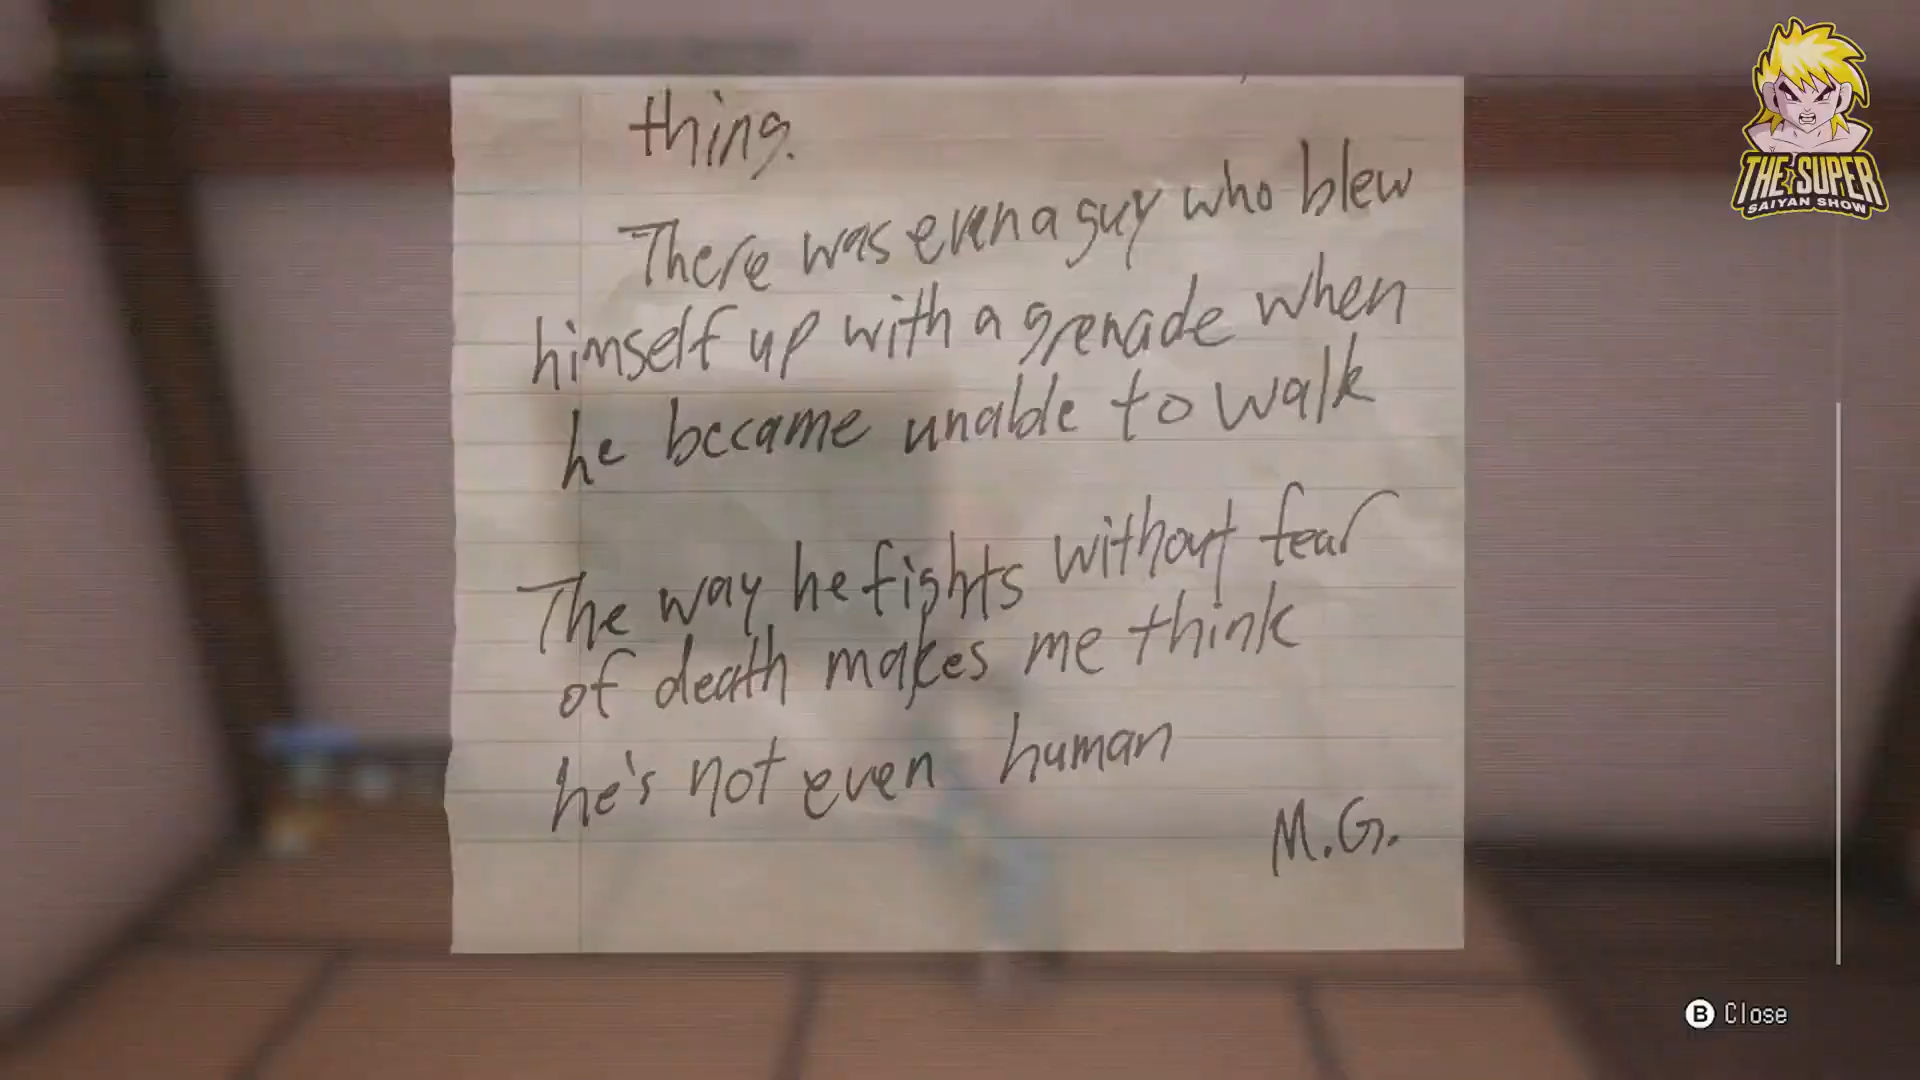 thing.
There was even a guy who blew
himself up with a grenade when
he became unable to walk
The way he fights without fear
of death makes me think
he's not even human
M.G.
THE SUPER
SAIYAN SHOW
B Close